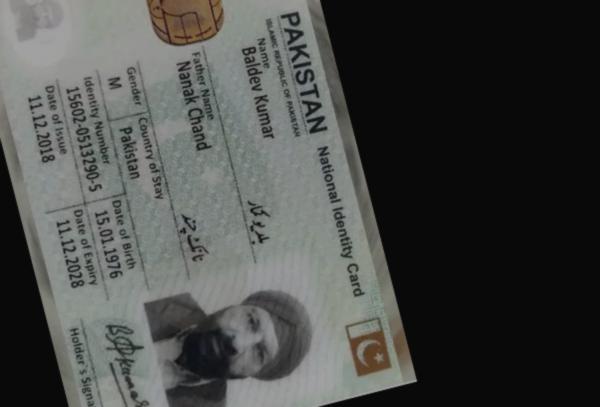 PAKISTAN National Identity Card
ISLAMIC REPUBLIC OF PAKISTAN
Name
Baldev Kumar
بلدیو کمار
Father Name
Nanak Chand
نانک چند
Gender
Country of Stay
M
Pakistan
Identity Number
Date of Birth
15602-0513290-5
15.01.1976
Date of Issue
Date of Expiry
11.12.2018
11.12.2028
Holder's Signa